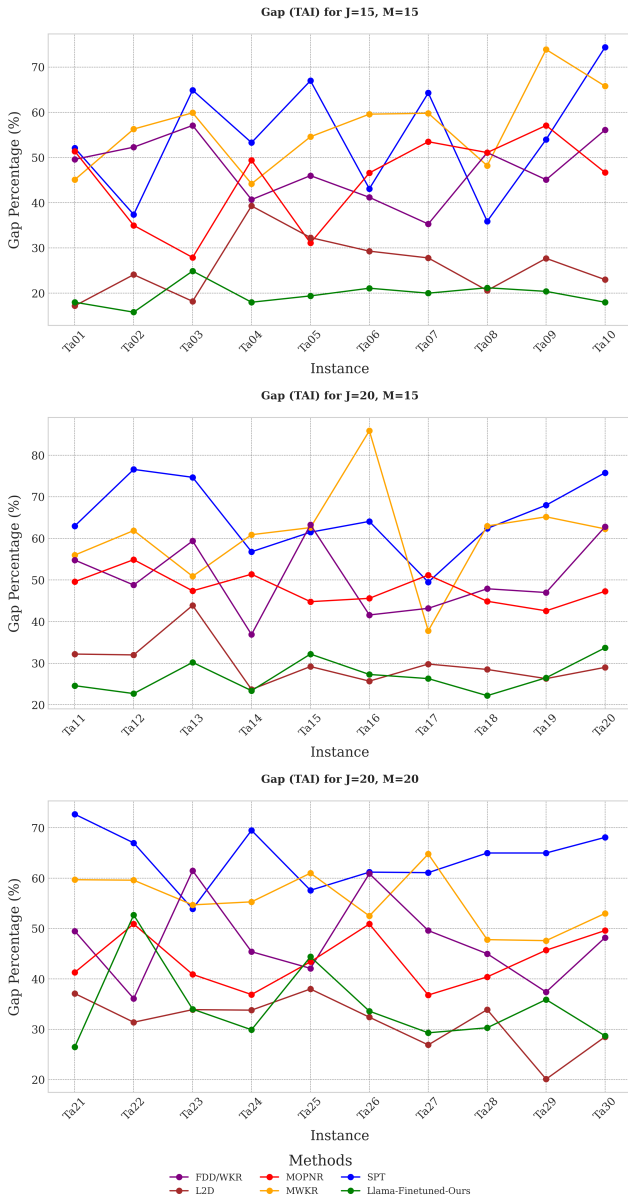 Gap (TAI) for J=15, M=15
Gap Percentage (%)
70
60
50
40
30
20
Ta01 Ta02 Ta03 Ta04 Ta05 Ta06 Ta07 Ta08 Ta09 Ta10
Instance
Gap (TAI) for J=20, M=15
Gap Percentage (%)
80
70
60
50
40
30
20
Ta11 Ta12 Ta13 Ta14 Ta15 Ta16 Ta17 Ta18 Ta19 Ta20
Instance
Gap (TAI) for J=20, M=20
Gap Percentage (%)
70
60
50
40
30
20
Ta21 Ta22 Ta23 Ta24 Ta25 Ta26 Ta27 Ta28 Ta29 Ta30
Instance
Methods
FDD/WKR MOPNR SPT
L2D MWKR Llama-Finetuned-Ours